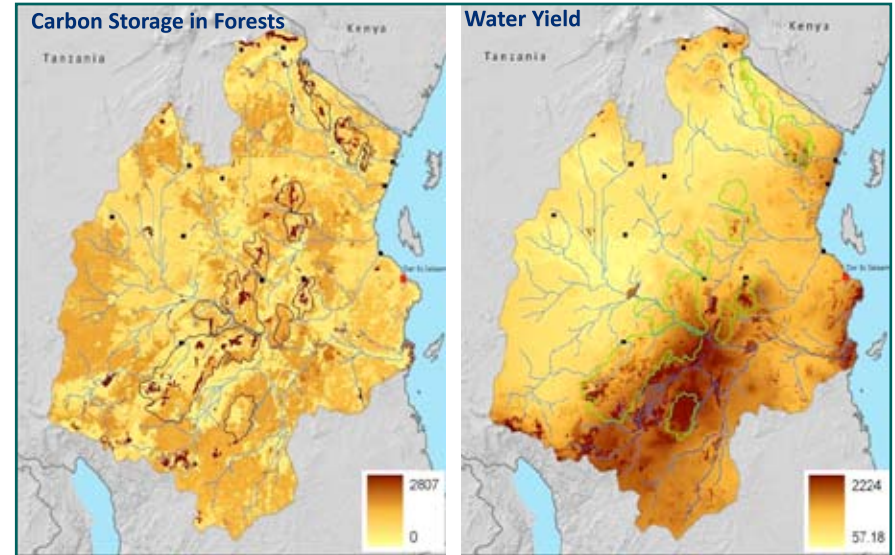 Carbon Storage in Forests
Kenya
Tanzania
2807
0
Water Yield
Kenya
Tanzania
2224
57.18